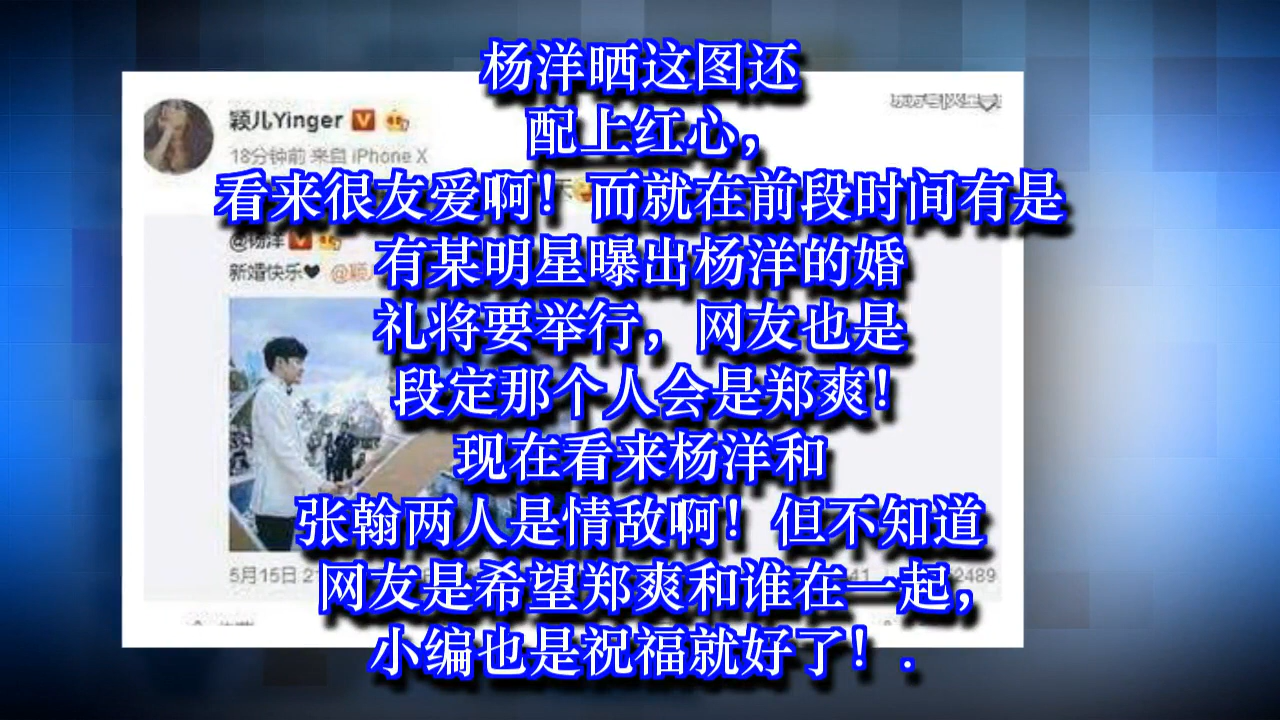 杨洋晒这图还
配上红心，
颖儿Yinger
18分钟前 来自 iPhone X
看来很友爱啊！而就在前段时间有是
@杨洋
有某明星曝出杨洋的婚
新婚快乐❤ @颖儿
礼将要举行，网友也是
段定那个人会是郑爽！
现在看来杨洋和
张翰两人是情敌啊！但不知道
5月15日
网友是希望郑爽和谁在一起，
小编也是祝福就好了！.